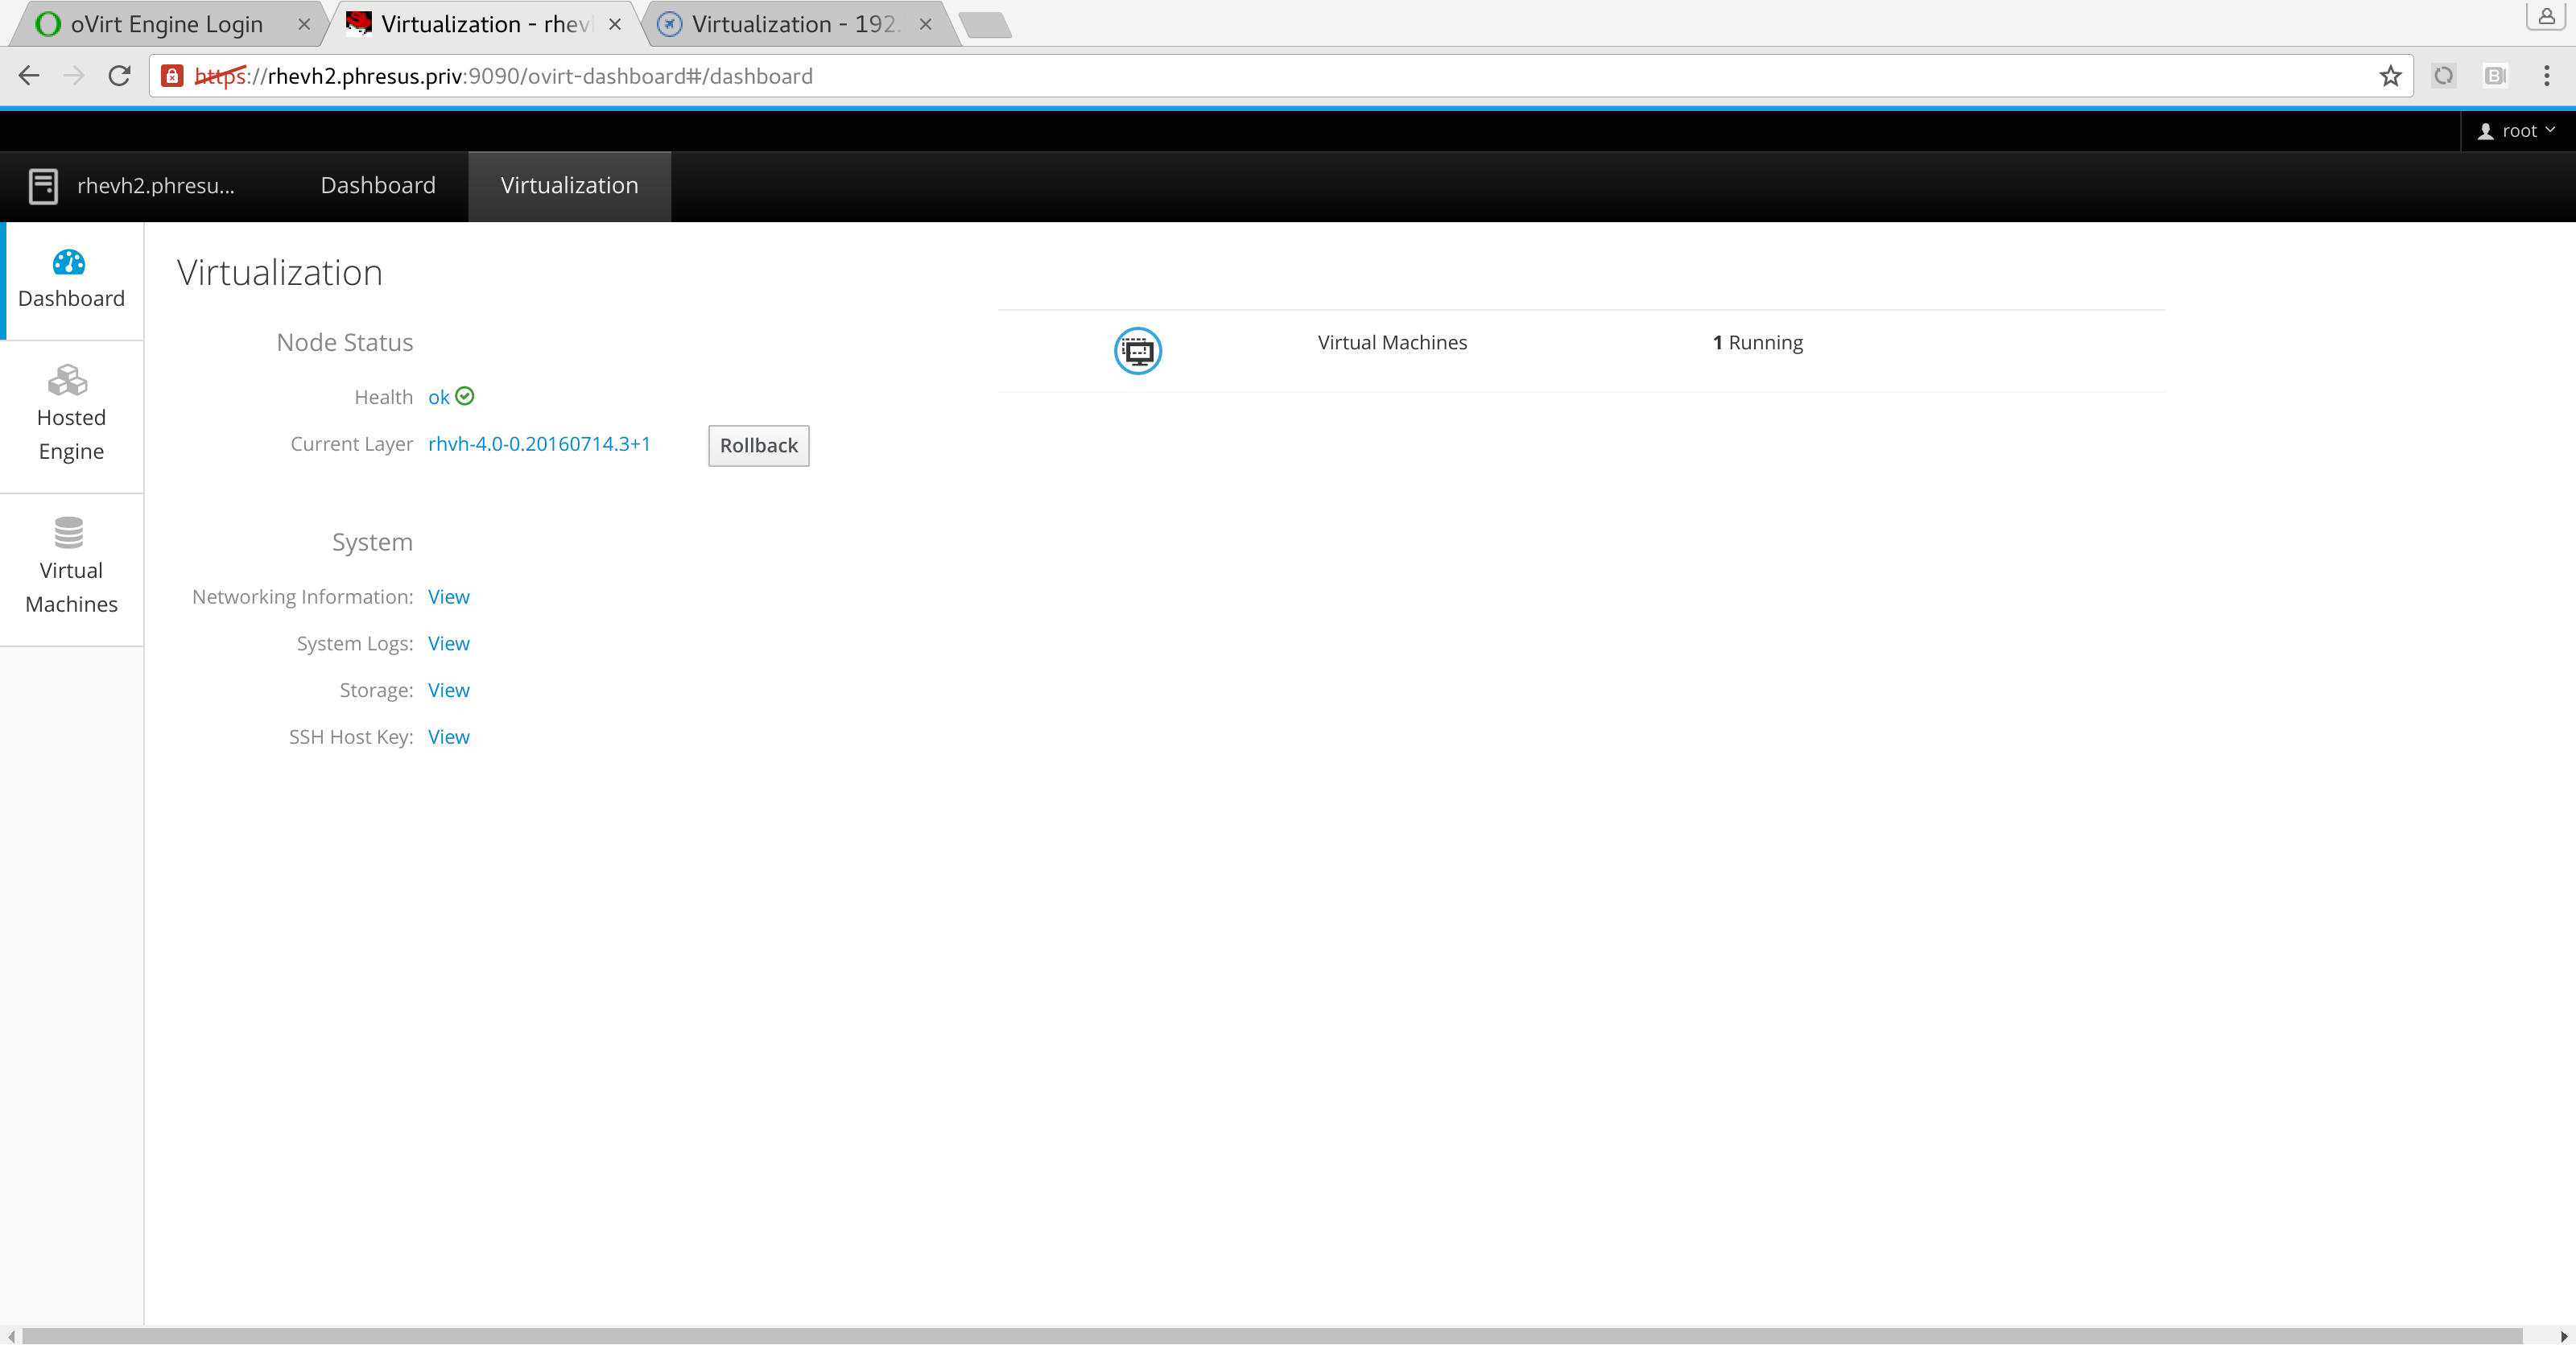 oVirt Engine Login
Virtualization - rhev
Virtualization - 192.
https://rhevh2.phresus.priv:9090/ovirt-dashboard#/dashboard
root
rhevh2.phresu...
Dashboard
Virtualization
Dashboard
Hosted
Engine
Virtual
Machines
Virtualization
Node Status
Health ok
Current Layer rhvh-4.0-0.20160714.3+1 Rollback
System
Networking Information: View
System Logs: View
Storage: View
SSH Host Key: View
Virtual Machines 1 Running